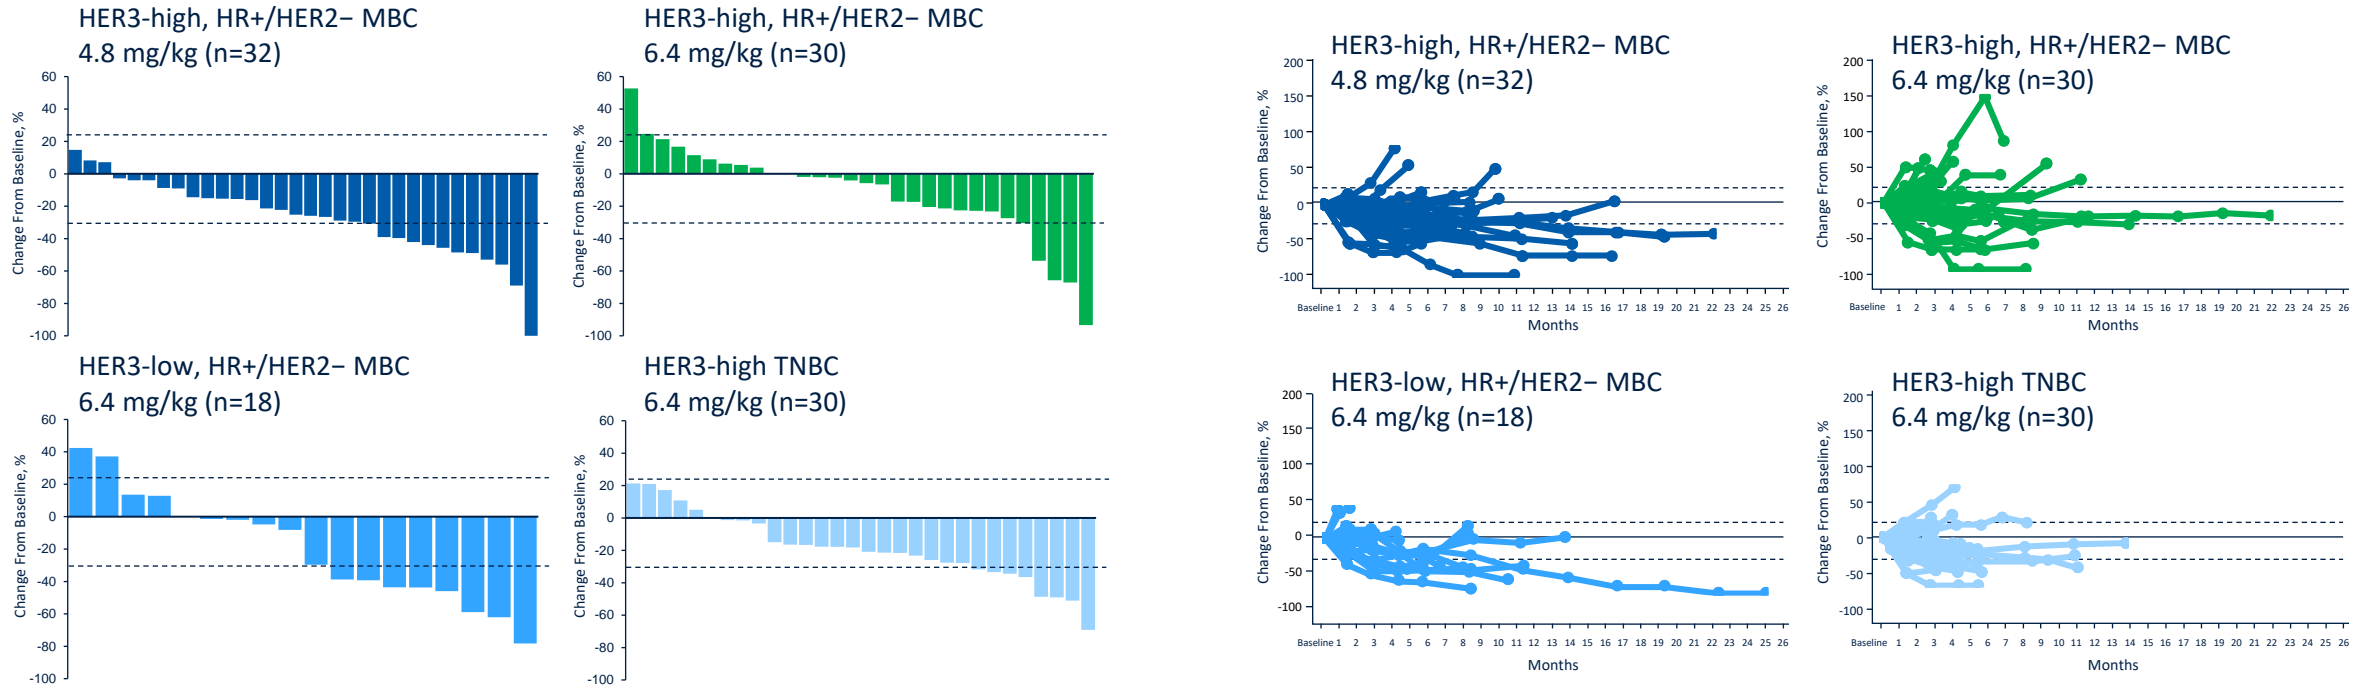 HER3-high, HR+/HER2− MBC
4.8 mg/kg (n=32)
Change From Baseline, %
60
40
20
0
-20
-40
-60
-80
-100
HER3-high, HR+/HER2− MBC
6.4 mg/kg (n=30)
Change From Baseline, %
60
40
20
0
-20
-40
-60
-80
-100
HER3-low, HR+/HER2− MBC
6.4 mg/kg (n=18)
Change From Baseline, %
60
40
20
0
-20
-40
-60
-80
-100
HER3-high TNBC
6.4 mg/kg (n=30)
Change From Baseline, %
60
40
20
0
-20
-40
-60
-80
-100
HER3-high, HR+/HER2− MBC
4.8 mg/kg (n=32)
Change From Baseline, %
200
150
100
50
0
-50
-100
Baseline 1 2 3 4 5 6 7 8 9 10 11 12 13 14 15 16 17 18 19 20 21 22 23 24 25 26
Months
HER3-high, HR+/HER2− MBC
6.4 mg/kg (n=30)
Change From Baseline, %
200
150
100
50
0
-50
-100
Baseline 1 2 3 4 5 6 7 8 9 10 11 12 13 14 15 16 17 18 19 20 21 22 23 24 25 26
Months
HER3-low, HR+/HER2− MBC
6.4 mg/kg (n=18)
Change From Baseline, %
200
150
100
50
0
-50
-100
Baseline 1 2 3 4 5 6 7 8 9 10 11 12 13 14 15 16 17 18 19 20 21 22 23 24 25 26
Months
HER3-high TNBC
6.4 mg/kg (n=30)
Change From Baseline, %
200
150
100
50
0
-50
-100
Baseline 1 2 3 4 5 6 7 8 9 10 11 12 13 14 15 16 17 18 19 20 21 22 23 24 25 26
Months